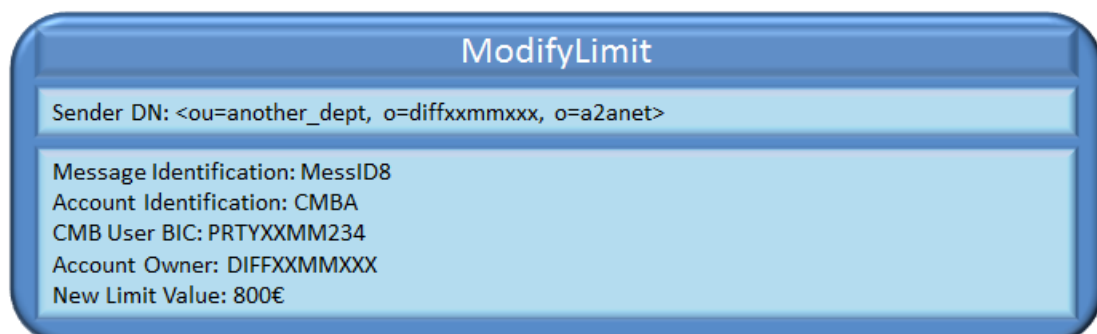 ModifyLimit
Sender DN: <ou=another_dept, o=diffxxmmxxx, o=a2anet>
Message Identification: MessID8
Account Identification: CMBA
CMB User BIC: PRTYXXMM234
Account Owner: DIFFXXMMXXX
New Limit Value: 800€